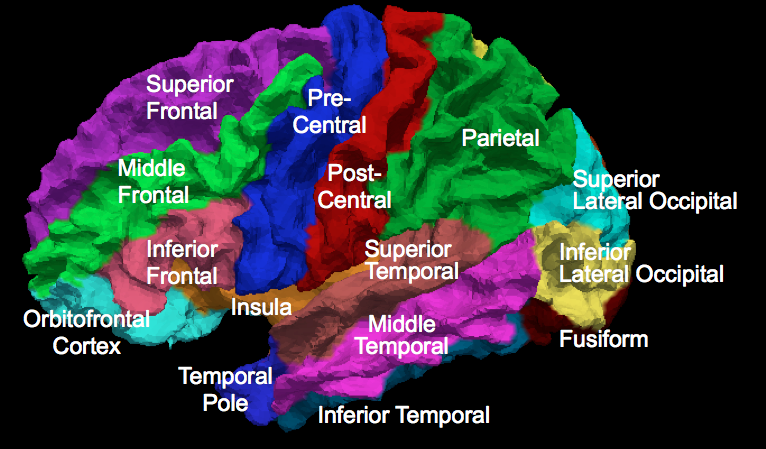 Superior
Frontal
Pre-
Central
Parietal
Middle
Frontal
Post-
Central
Superior
Lateral Occipital
Inferior
Frontal
Superior
Temporal
Inferior
Lateral Occipital
Insula
Orbitofrontal
Cortex
Middle
Temporal
Fusiform
Temporal
Pole
Inferior Temporal